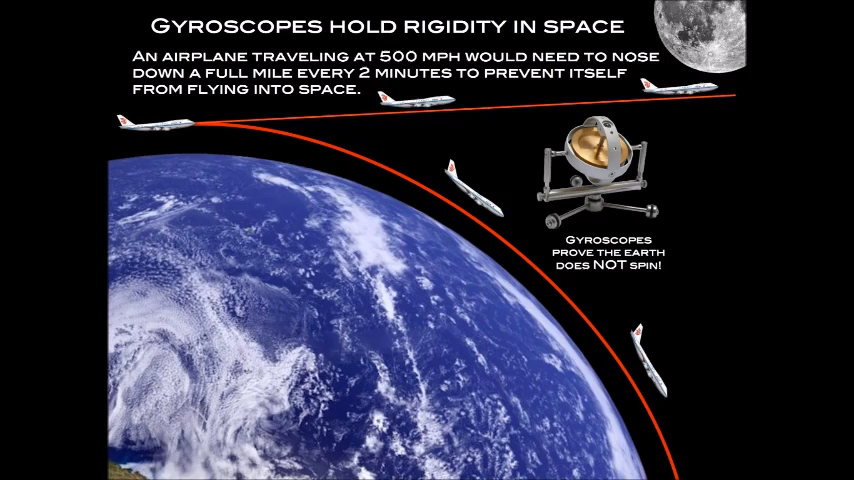 Gyroscopes hold rigidity in space
An airplane traveling at 500 mph would need to nose
down a full mile every 2 minutes to prevent itself
from flying into space.
Gyroscopes
prove the earth
does NOT spin!